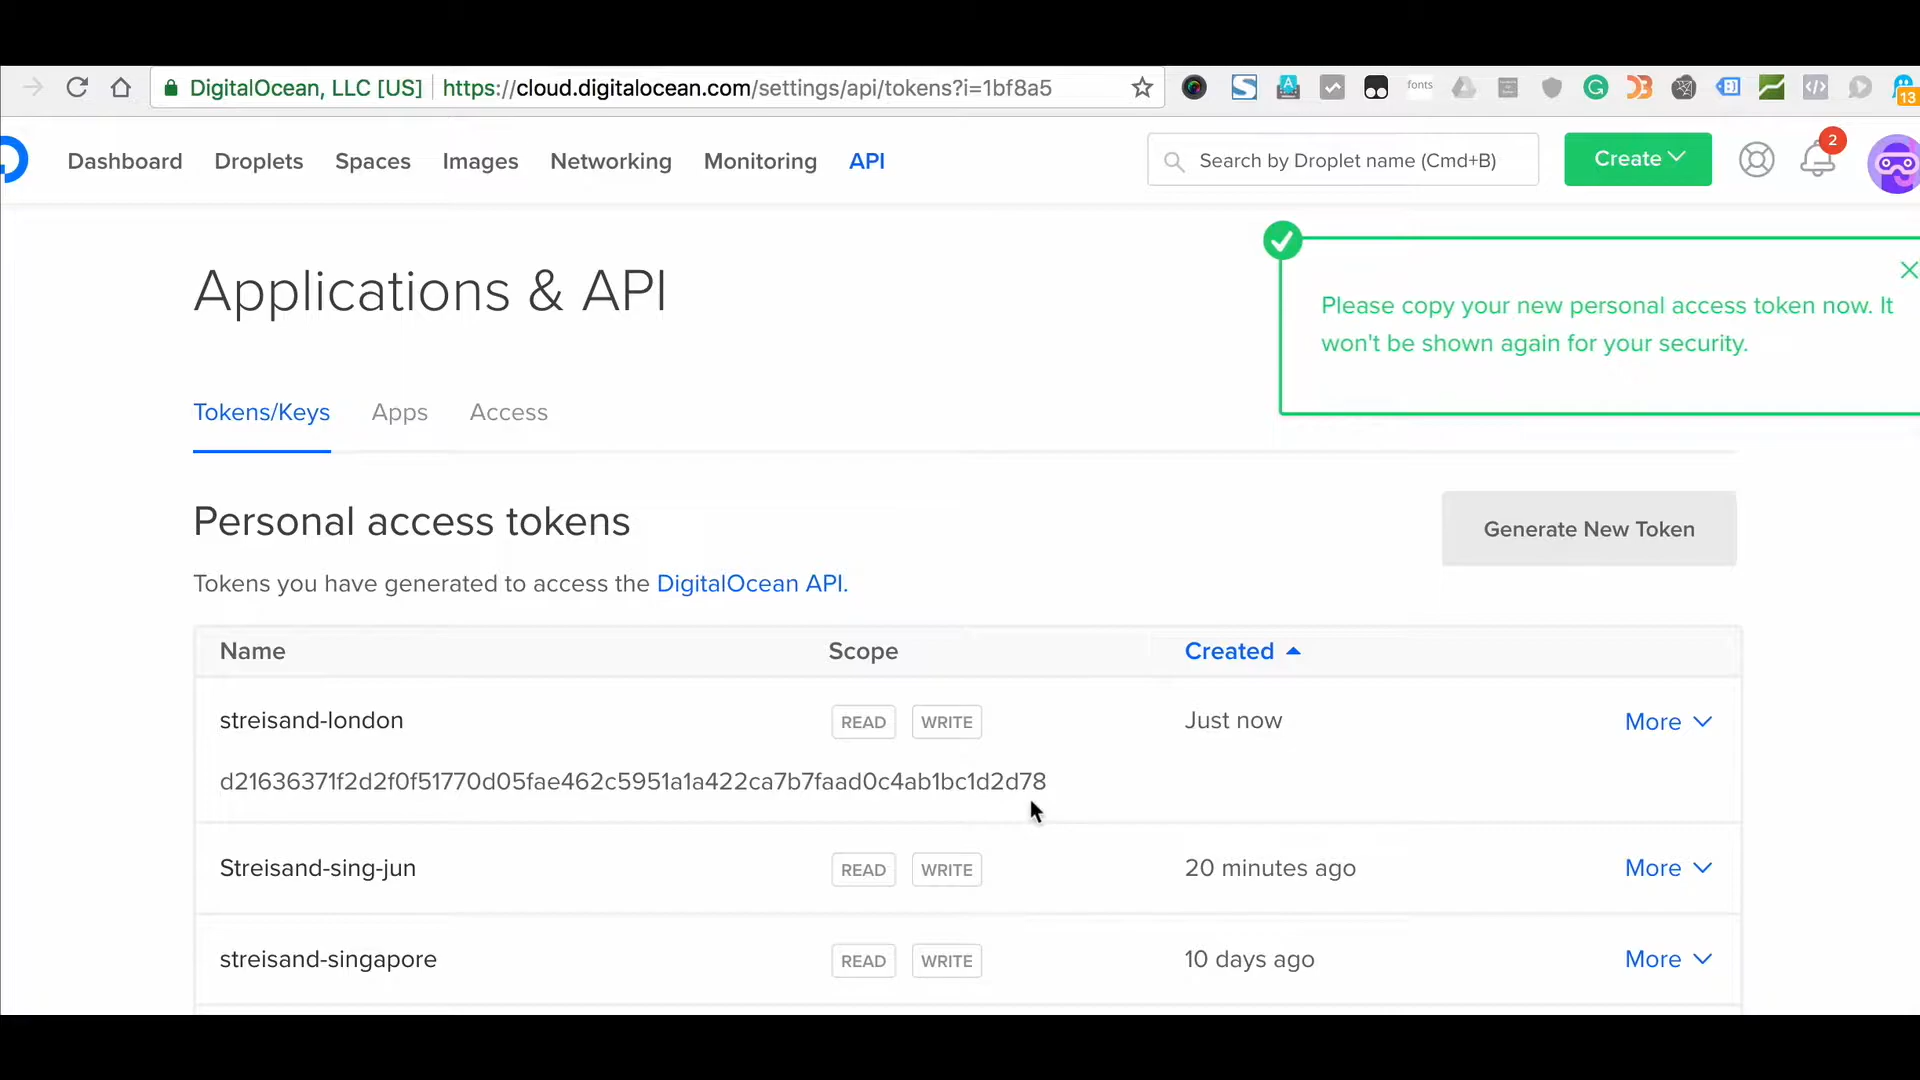 DigitalOcean, LLC [US] https://cloud.digitalocean.com/settings/api/tokens?i=1bf8a5
fonts
13
Dashboard Droplets Spaces Images Networking Monitoring API
Search by Droplet name (Cmd+B)
Create
2
Applications & API
Please copy your new personal access token now. It
won't be shown again for your security.
Tokens/Keys Apps Access
Personal access tokens
Generate New Token
Tokens you have generated to access the DigitalOcean API.
Name Scope Created
streisand-london READ WRITE Just now More
d21636371f2d2f0f51770d05fae462c5951a1a422ca7b7faad0c4ab1bc1d2d78
Streisand-sing-jun READ WRITE 20 minutes ago More
streisand-singapore READ WRITE 10 days ago More